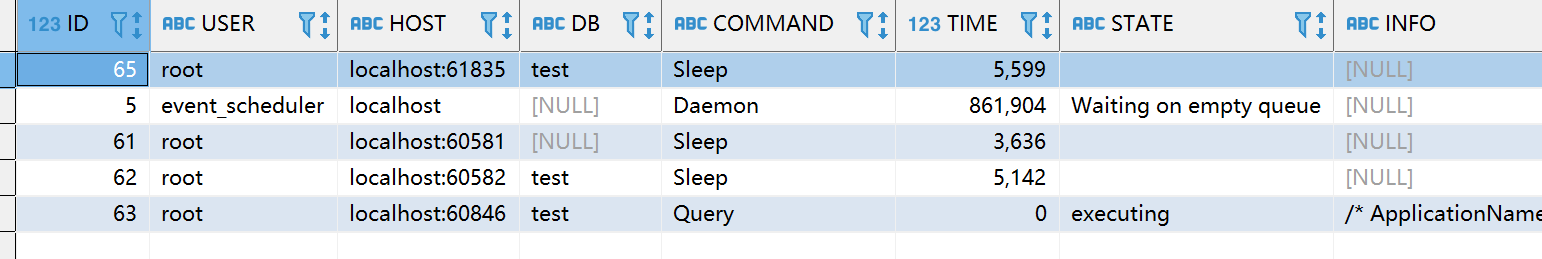 123 ID ABC USER ABC HOST ABC DB ABC COMMAND 123 TIME ABC STATE ABC INFO
65 root localhost:61835 test Sleep 5,599 [NULL]
5 event_scheduler localhost [NULL] Daemon 861,904 Waiting on empty queue [NULL]
61 root localhost:60581 [NULL] Sleep 3,636 [NULL]
62 root localhost:60582 test Sleep 5,142 [NULL]
63 root localhost:60846 test Query 0 executing /* ApplicationName